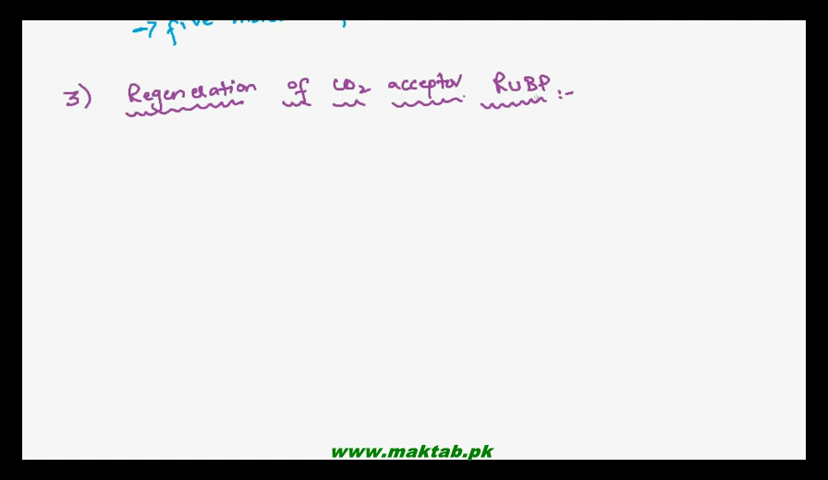 → five
3) Regeneration of CO2 acceptor RUBP :-
www.maktab.pk